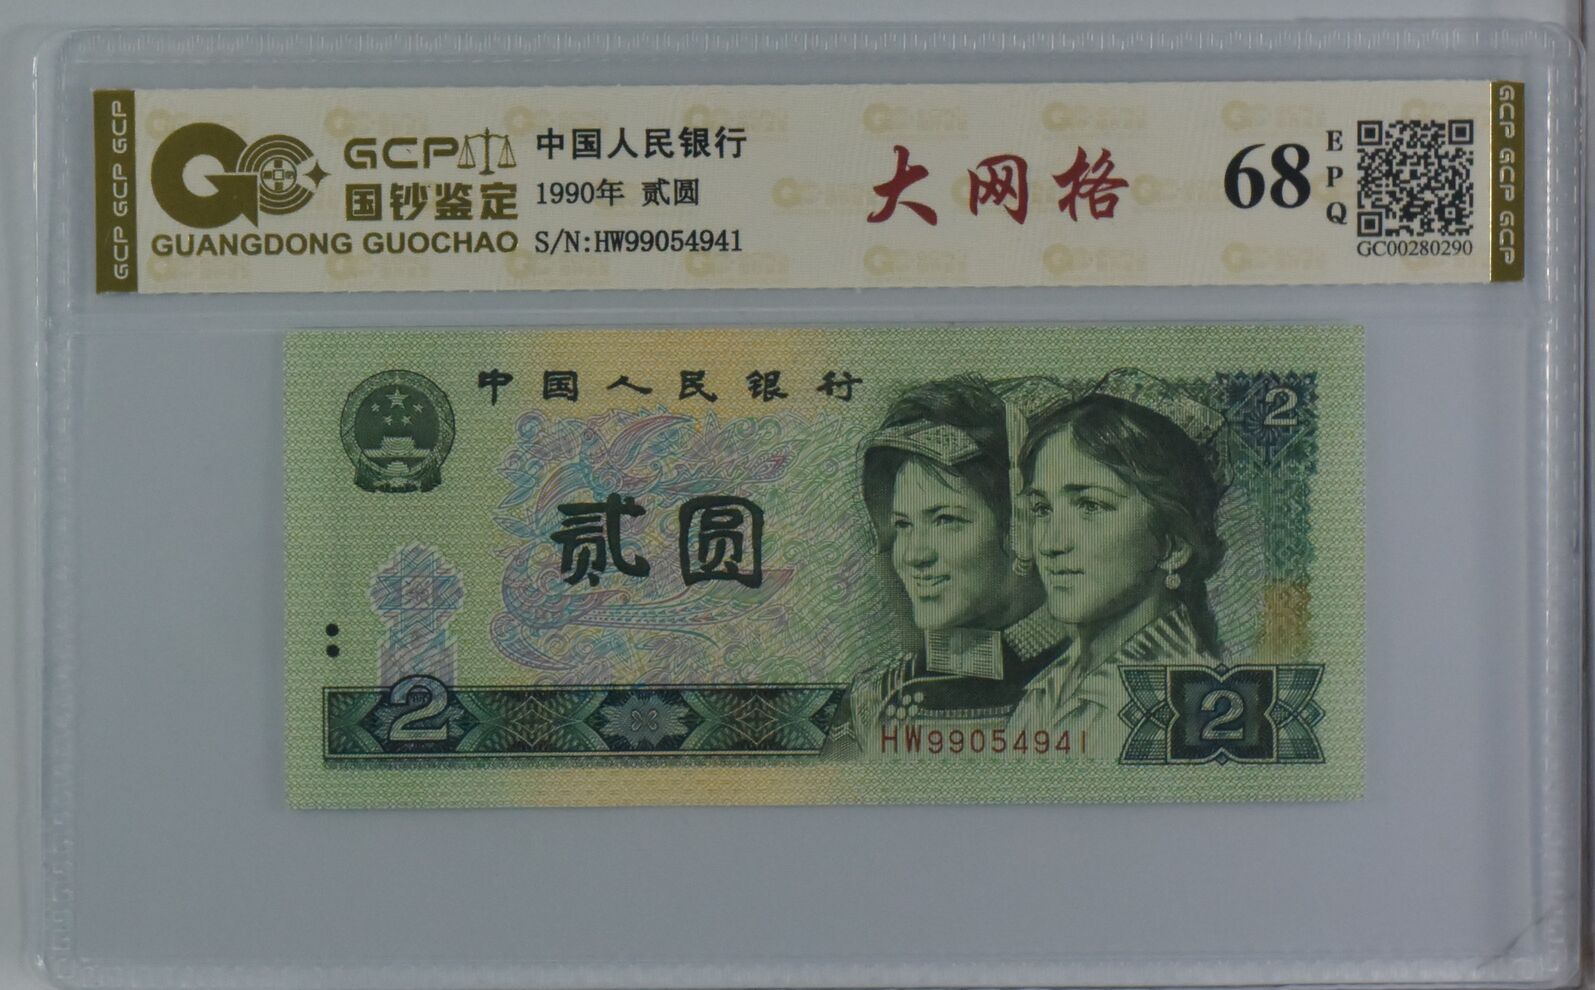 GCP GCP GCP
GCP
国钞鉴定
GUANGDONG GUOCHAO
中国人民银行
1990年 贰圆
S/N:HW99054941
大网格
68
EPQ
GC00280290
GCP GCP GCP
中国人民银行
2
贰圆
2
HW99054941
2